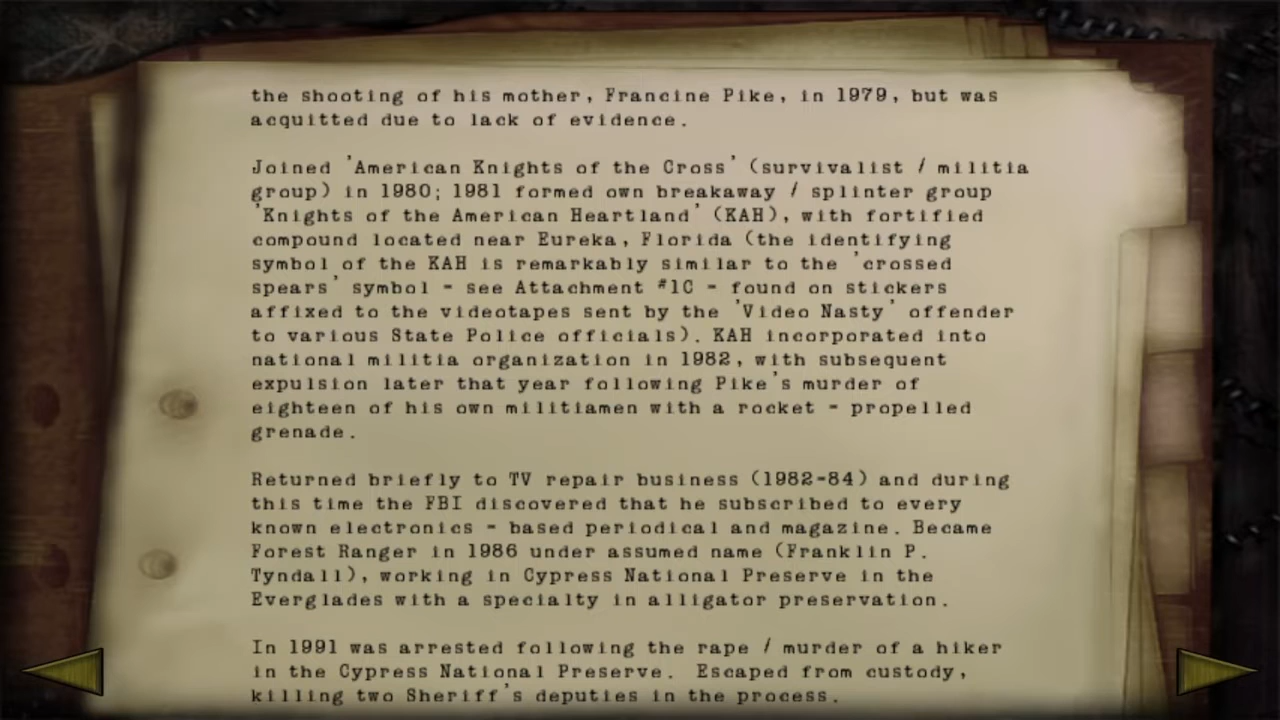 the shooting of his mother, Francine Pike, in 1979, but was
acquitted due to lack of evidence.
Joined 'American Knights of the Cross' (survivalist / militia
group) in 1980; 1981 formed own breakaway / splinter group
'Knights of the American Heartland' (KAH), with fortified
compound located near Eureka, Florida (the identifying
symbol of the KAH is remarkably similar to the 'crossed
spears' symbol - see Attachment #1C - found on stickers
affixed to the videotapes sent by the 'Video Nasty' offender
to various State Police officials). KAH incorporated into
national militia organization in 1982, with subsequent
expulsion later that year following Pike's murder of
eighteen of his own militiamen with a rocket - propelled
grenade.
Returned briefly to TV repair business (1982-84) and during
this time the FBI discovered that he subscribed to every
known electronics - based periodical and magazine. Became
Forest Ranger in 1986 under assumed name (Franklin P.
Tyndall), working in Cypress National Preserve in the
Everglades with a specialty in alligator preservation.
In 1991 was arrested following the rape / murder of a hiker
in the Cypress National Preserve.  Escaped from custody,
killing two Sheriff's deputies in the process.